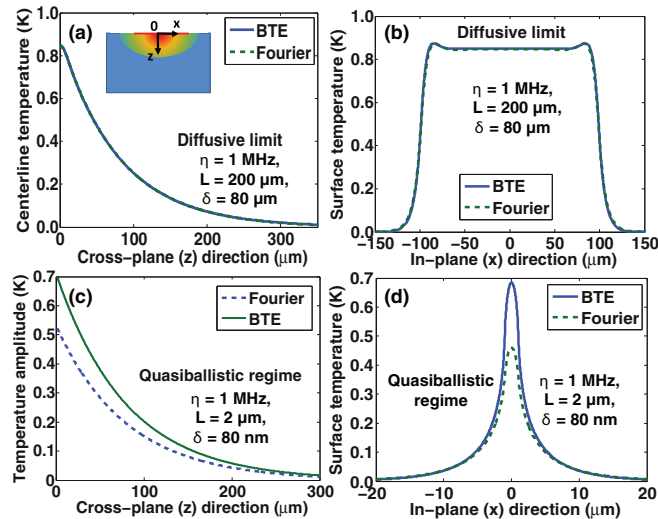 (a)
0
x
z
BTE
Fourier
Diffusive limit
η = 1 MHz,
L = 200 µm,
δ = 80 µm
Centerline temperature (K)
1.0
0.8
0.6
0.4
0.2
0.0
0
100
200
300
Cross−plane (z) direction (µm)
(b)
Diffusive limit
η = 1 MHz,
L = 200 µm,
δ = 80 µm
BTE
Fourier
Surface temperature (K)
1.0
0.8
0.6
0.4
0.2
0
−150
−100
−50
0
50
100
150
In−plane (x) direction (µm)
(c)
Fourier
BTE
Quasiballistic regime
η = 1 MHz,
L = 2 µm,
δ = 80 nm
Temperature amplitude (K)
0.7
0.6
0.5
0.4
0.3
0.2
0.1
0
0
100
200
300
Cross−plane (z) direction (µm)
(d)
BTE
Fourier
Quasiballistic
regime
η = 1 MHz,
L = 2 µm,
δ = 80 nm
Surface temperature (K)
0.7
0.6
0.5
0.4
0.3
0.2
0.1
0
−20
−10
0
10
20
In−plane (x) direction (µm)